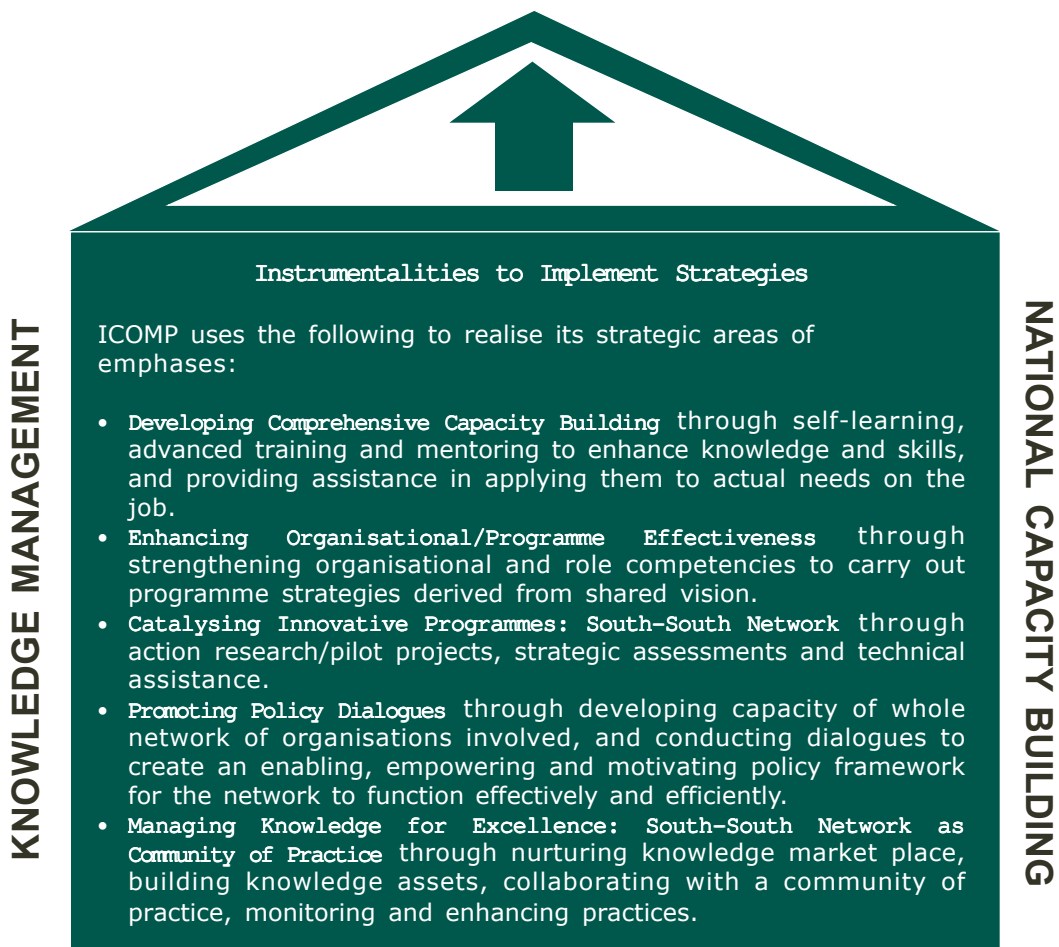 Instrumentalities to Implement Strategies
ICOMP uses the following to realise its strategic areas of
emphases:
• Developing Comprehensive Capacity Building through self-learning,
advanced training and mentoring to enhance knowledge and skills,
and providing assistance in applying them to actual needs on the
job.
• Enhancing Organisational/Programme Effectiveness through
strengthening organisational and role competencies to carry out
programme strategies derived from shared vision.
• Catalysing Innovative Programmes: South-South Network through
action research/pilot projects, strategic assessments and technical
assistance.
• Promoting Policy Dialogues through developing capacity of whole
network of organisations involved, and conducting dialogues to
create an enabling, empowering and motivating policy framework
for the network to function effectively and efficiently.
• Managing Knowledge for Excellence: South-South Network as
Community of Practice through nurturing knowledge market place,
building knowledge assets, collaborating with a community of
practice, monitoring and enhancing practices.
KNOWLEDGE MANAGEMENT
NATIONAL CAPACITY BUILDING